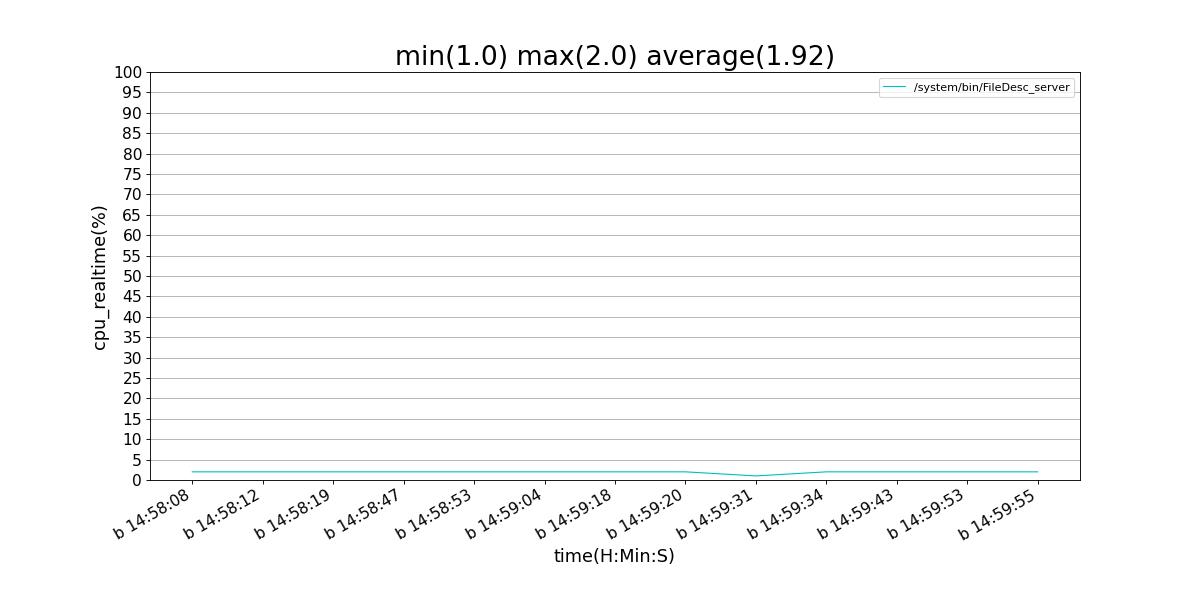 min(1.0) max(2.0) average(1.92)
/system/bin/FileDesc_server
cpu_realtime(%)
100
95
90
85
80
75
70
65
60
55
50
45
40
35
30
25
20
15
10
5
0
b 14:58:08
b 14:58:12
b 14:58:19
b 14:58:47
b 14:58:53
b 14:59:04
b 14:59:18
b 14:59:20
b 14:59:31
b 14:59:34
b 14:59:43
b 14:59:53
b 14:59:55
time(H:Min:S)